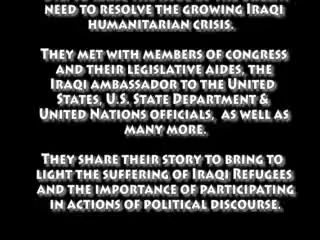 need to resolve the growing Iraqi
humanitarian crisis.
They met with members of congress
and their legislative aides, the
Iraqi ambassador to the United
States, U.S. State Department &
United Nations officials, as well as
many more.
They share their story to bring to
light the suffering of Iraqi Refugees
and the importance of participating
in actions of political discourse.